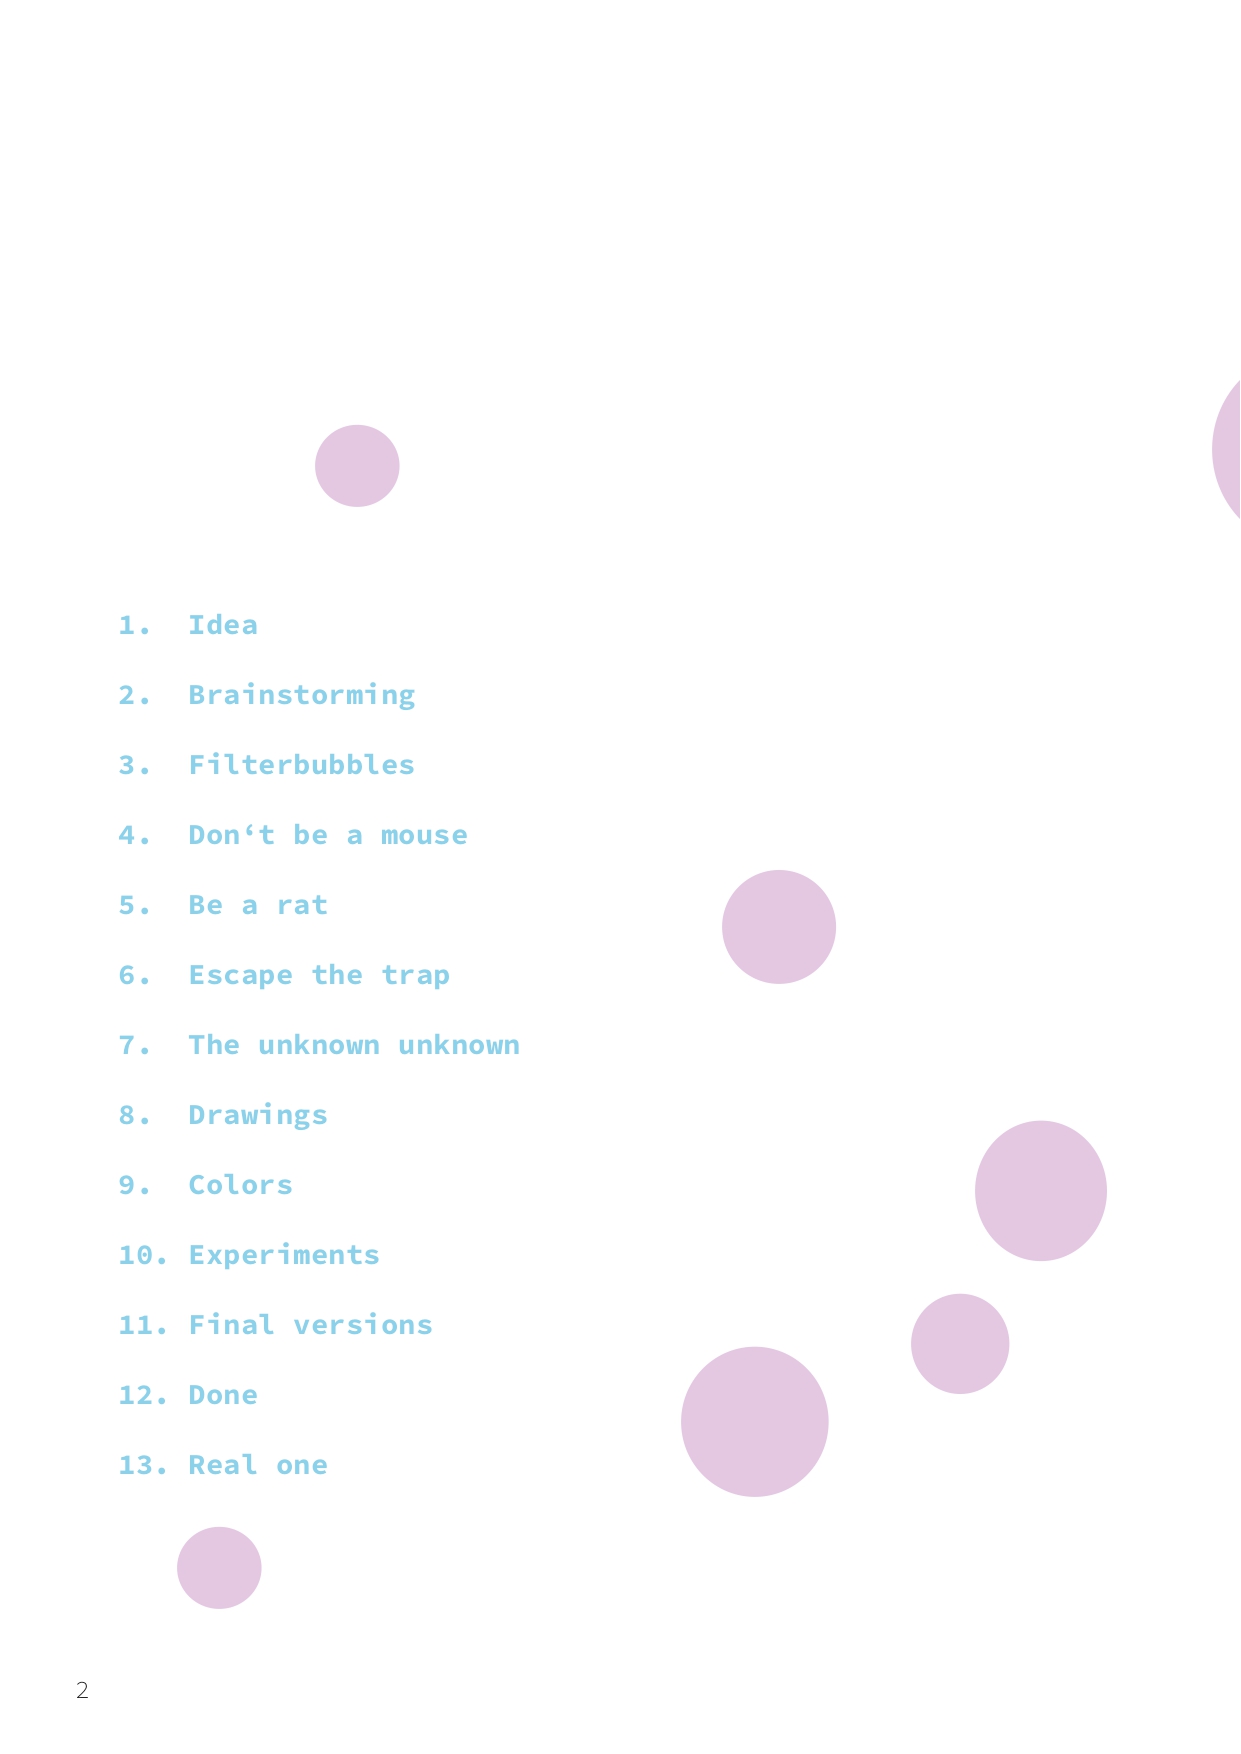 1. Idea
2. Brainstorming
3. Filterbubbles
4. Don‘t be a mouse
5. Be a rat
6. Escape the trap
7. The unknown unknown
8. Drawings
9. Colors
10. Experiments
11. Final versions
12. Done
13. Real one
2